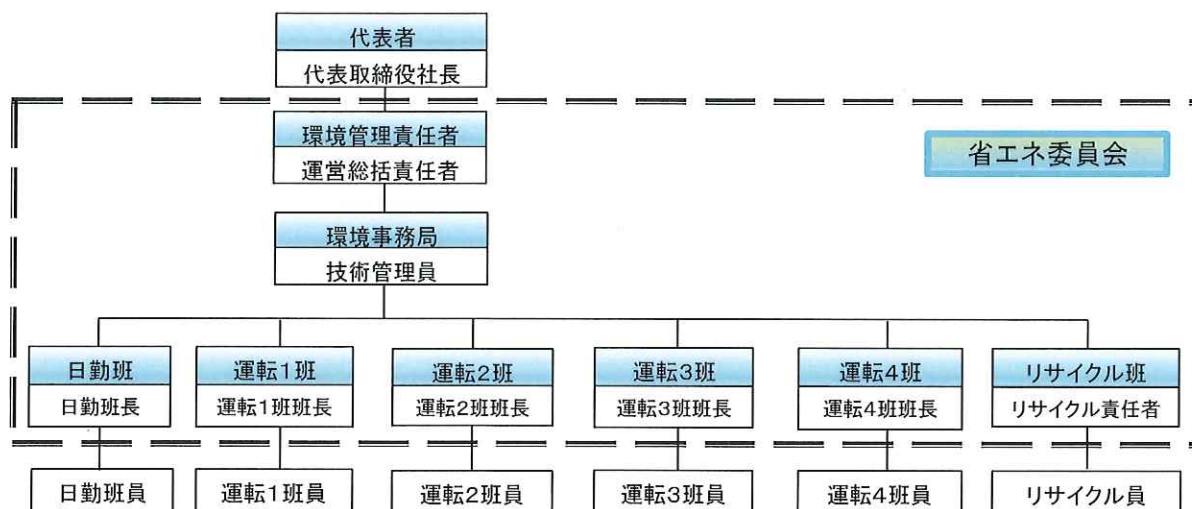 代表者
代表取締役社長
環境管理責任者
運営総括責任者
省エネ委員会
環境事務局
技術管理員
日勤班
日勤班長
運転1班
運転1班班長
運転2班
運転2班班長
運転3班
運転3班班長
運転4班
運転4班班長
リサイクル班
リサイクル責任者
日勤班員
運転1班員
運転2班員
運転3班員
運転4班員
リサイクル員